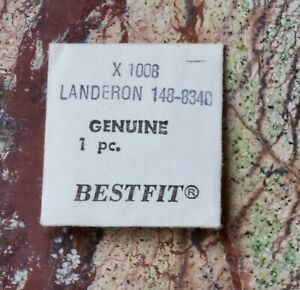 X 1008
LANDERON 148-8340
GENUINE
1 pc.
BESTFIT®